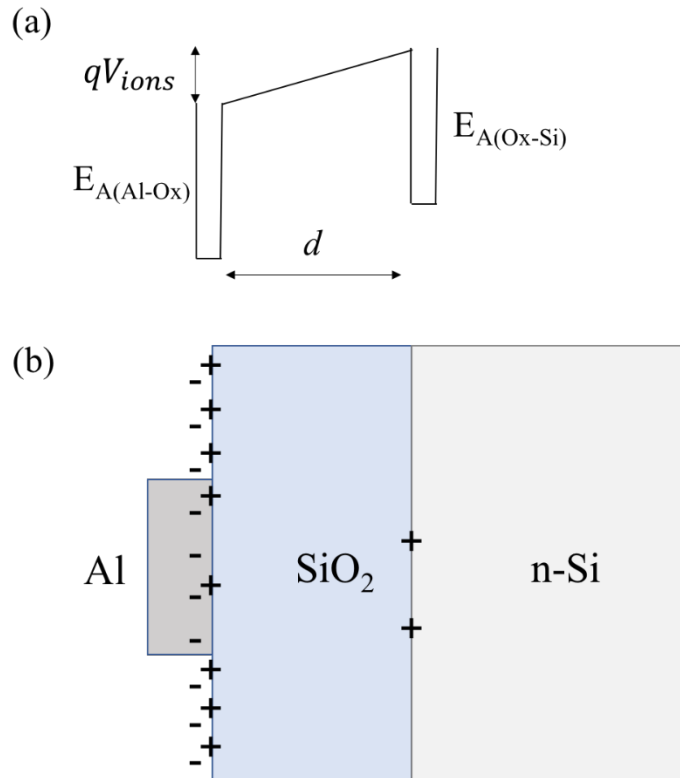 (a)
qV_ions
E_A(Al-Ox)
E_A(Ox-Si)
d
(b)
Al
SiO₂
n-Si